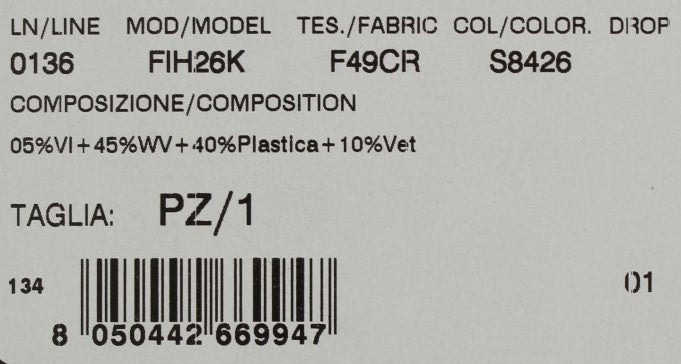 LN/LINE MOD/MODEL TES./FABRIC COL/COLOR. DROP
0136 FIH26K F49CR S8426
COMPOSIZIONE/COMPOSITION
05%VI+45%WV+40%Plastica+10%Vet
TAGLIA: PZ/1
134 01
8 050442 669947